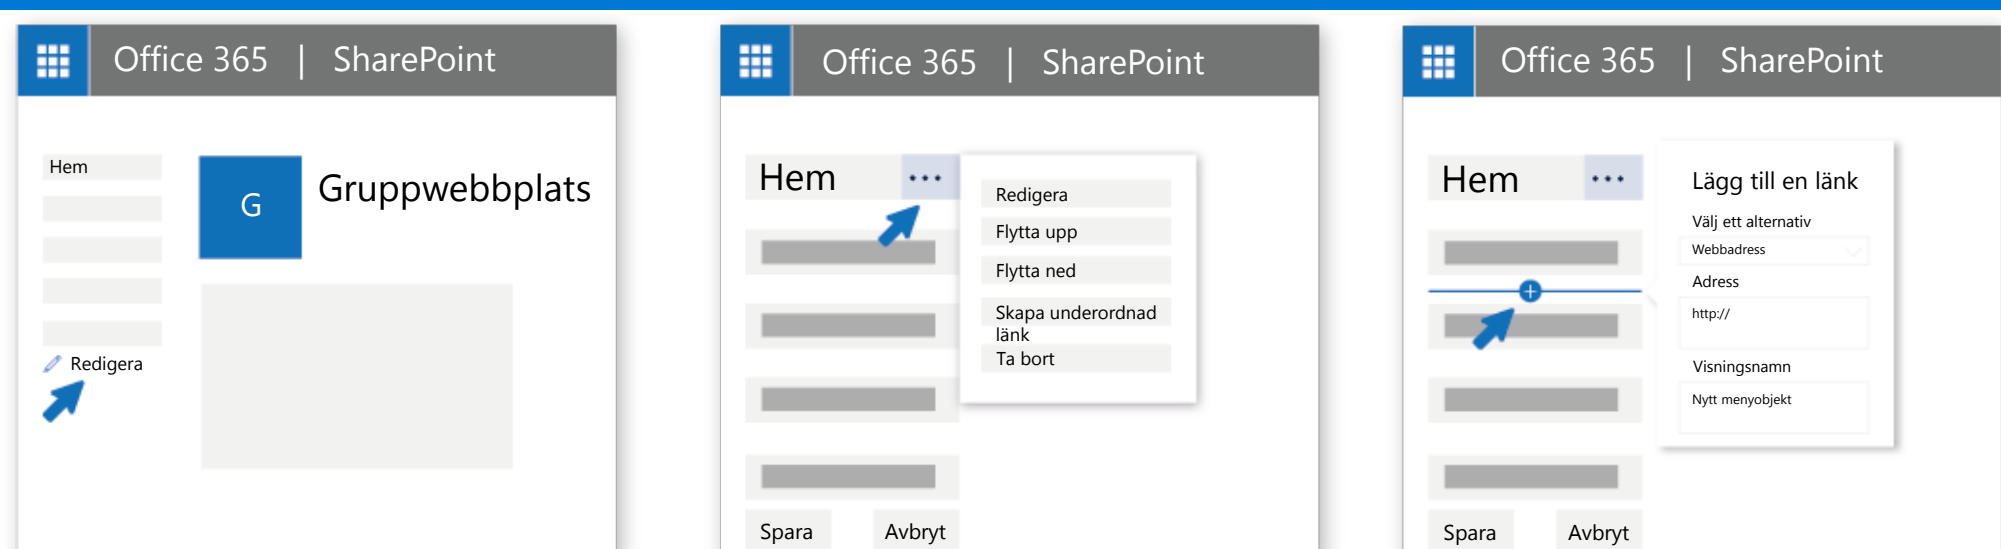 Office 365 | SharePoint
Hem
G
Gruppwebbplats
Redigera
Office 365 | SharePoint
Hem
Redigera
Flytta upp
Flytta ned
Skapa underordnad
länk
Ta bort
Spara
Avbryt
Office 365 | SharePoint
Hem
Lägg till en länk
Välj ett alternativ
Webbadress
Adress
http://
Visningsnamn
Nytt menyobjekt
Spara
Avbryt